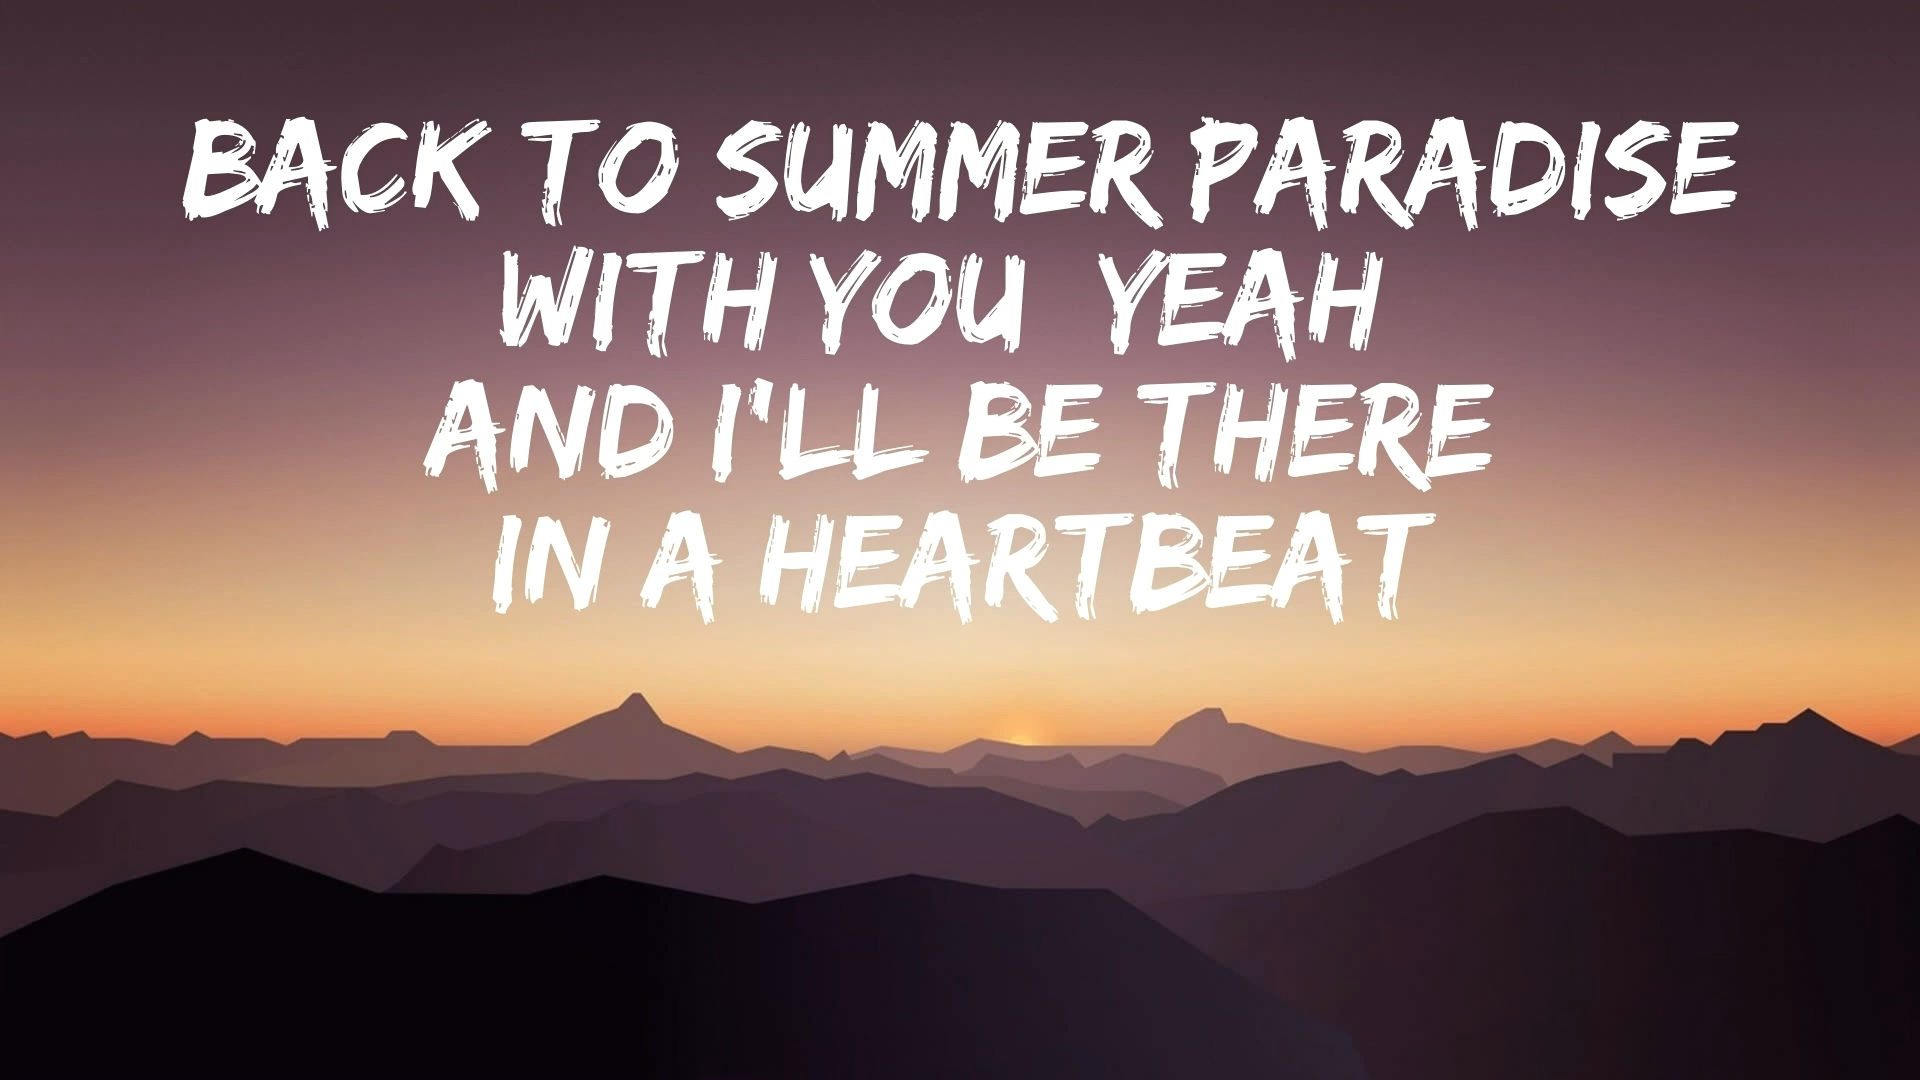 BACK TO SUMMER PARADISE
WITH YOU YEAH
AND I'LL BE THERE
IN A HEARTBEAT